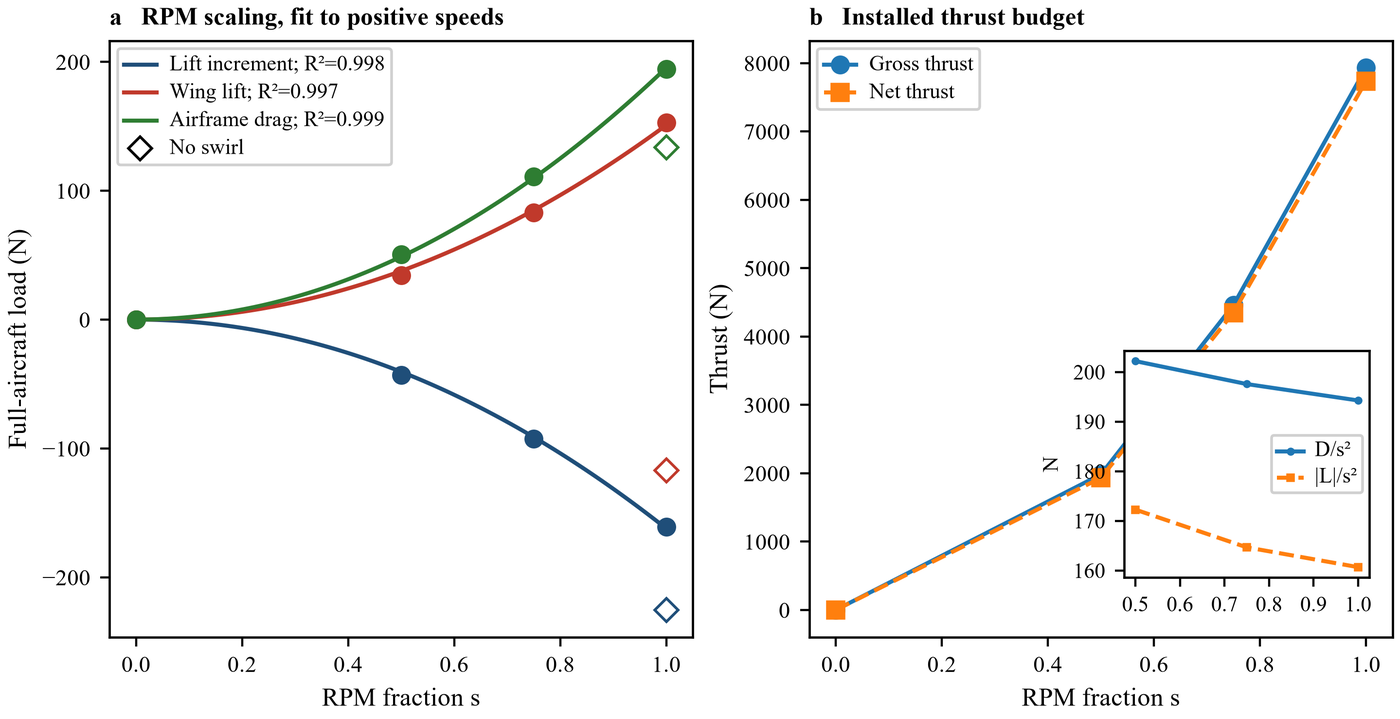 a RPM scaling, fit to positive speeds
Full-aircraft load (N)
200
100
0
−100
−200
Lift increment; R²=0.998
Wing lift; R²=0.997
Airframe drag; R²=0.999
No swirl
0.0 0.2 0.4 0.6 0.8 1.0
RPM fraction s
b Installed thrust budget
Thrust (N)
8000
7000
6000
5000
4000
3000
2000
1000
0
Gross thrust
Net thrust
N
200
190
180
170
160
D/s²
|L|/s²
0.5 0.6 0.7 0.8 0.9 1.0
0.0 0.2 0.4 0.6 0.8 1.0
RPM fraction s